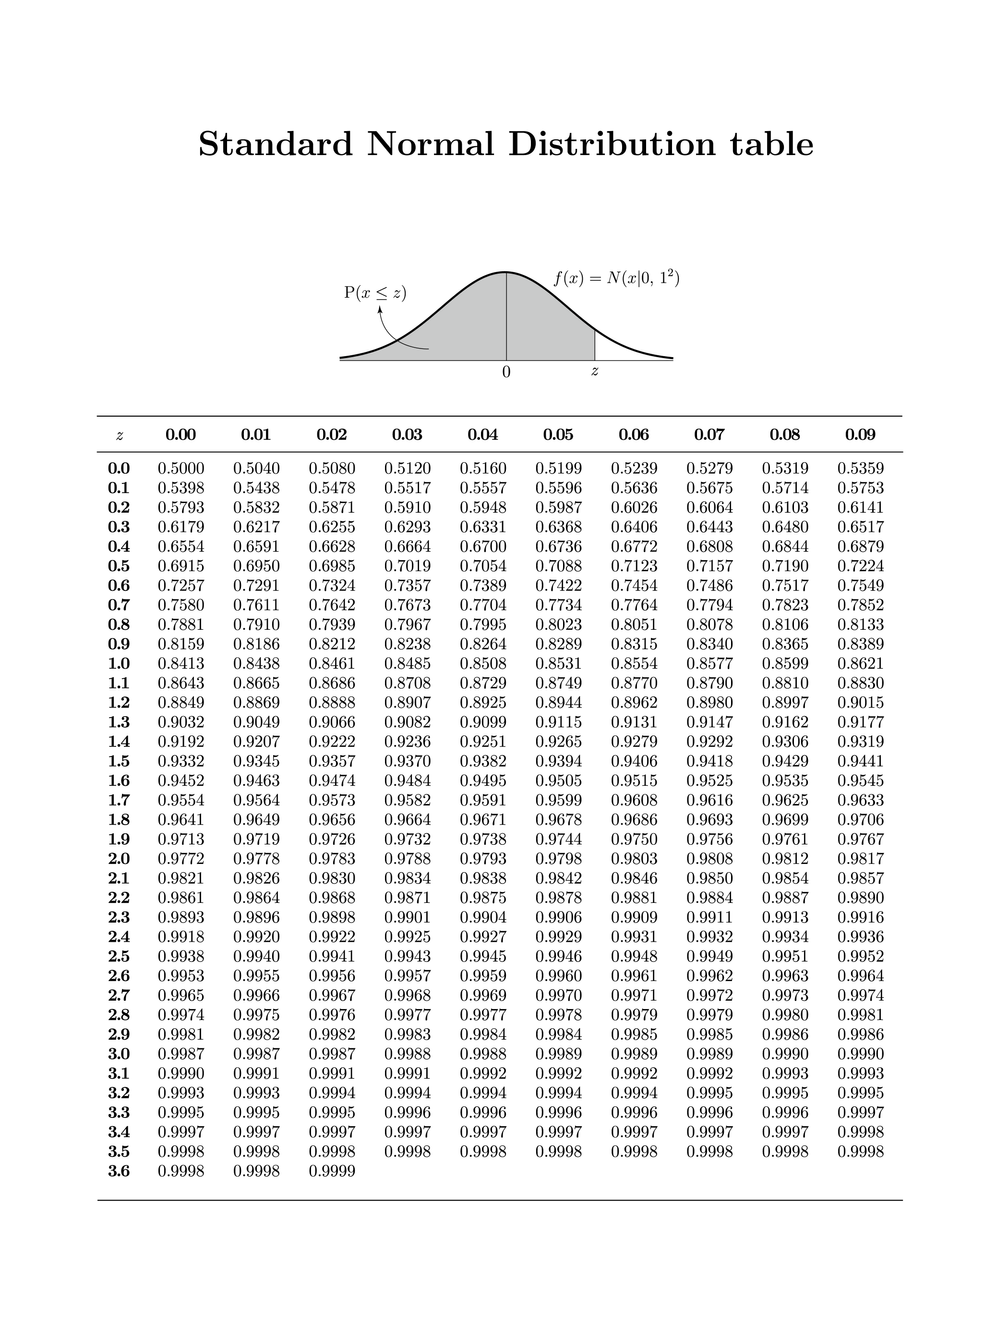 Standard Normal Distribution table
f(x) = N(x|0, 1²)
P(x ≤ z)
0 z
z 0.00 0.01 0.02 0.03 0.04 0.05 0.06 0.07 0.08 0.09
0.0 0.5000 0.5040 0.5080 0.5120 0.5160 0.5199 0.5239 0.5279 0.5319 0.5359
0.1 0.5398 0.5438 0.5478 0.5517 0.5557 0.5596 0.5636 0.5675 0.5714 0.5753
0.2 0.5793 0.5832 0.5871 0.5910 0.5948 0.5987 0.6026 0.6064 0.6103 0.6141
0.3 0.6179 0.6217 0.6255 0.6293 0.6331 0.6368 0.6406 0.6443 0.6480 0.6517
0.4 0.6554 0.6591 0.6628 0.6664 0.6700 0.6736 0.6772 0.6808 0.6844 0.6879
0.5 0.6915 0.6950 0.6985 0.7019 0.7054 0.7088 0.7123 0.7157 0.7190 0.7224
0.6 0.7257 0.7291 0.7324 0.7357 0.7389 0.7422 0.7454 0.7486 0.7517 0.7549
0.7 0.7580 0.7611 0.7642 0.7673 0.7704 0.7734 0.7764 0.7794 0.7823 0.7852
0.8 0.7881 0.7910 0.7939 0.7967 0.7995 0.8023 0.8051 0.8078 0.8106 0.8133
0.9 0.8159 0.8186 0.8212 0.8238 0.8264 0.8289 0.8315 0.8340 0.8365 0.8389
1.0 0.8413 0.8438 0.8461 0.8485 0.8508 0.8531 0.8554 0.8577 0.8599 0.8621
1.1 0.8643 0.8665 0.8686 0.8708 0.8729 0.8749 0.8770 0.8790 0.8810 0.8830
1.2 0.8849 0.8869 0.8888 0.8907 0.8925 0.8944 0.8962 0.8980 0.8997 0.9015
1.3 0.9032 0.9049 0.9066 0.9082 0.9099 0.9115 0.9131 0.9147 0.9162 0.9177
1.4 0.9192 0.9207 0.9222 0.9236 0.9251 0.9265 0.9279 0.9292 0.9306 0.9319
1.5 0.9332 0.9345 0.9357 0.9370 0.9382 0.9394 0.9406 0.9418 0.9429 0.9441
1.6 0.9452 0.9463 0.9474 0.9484 0.9495 0.9505 0.9515 0.9525 0.9535 0.9545
1.7 0.9554 0.9564 0.9573 0.9582 0.9591 0.9599 0.9608 0.9616 0.9625 0.9633
1.8 0.9641 0.9649 0.9656 0.9664 0.9671 0.9678 0.9686 0.9693 0.9699 0.9706
1.9 0.9713 0.9719 0.9726 0.9732 0.9738 0.9744 0.9750 0.9756 0.9761 0.9767
2.0 0.9772 0.9778 0.9783 0.9788 0.9793 0.9798 0.9803 0.9808 0.9812 0.9817
2.1 0.9821 0.9826 0.9830 0.9834 0.9838 0.9842 0.9846 0.9850 0.9854 0.9857
2.2 0.9861 0.9864 0.9868 0.9871 0.9875 0.9878 0.9881 0.9884 0.9887 0.9890
2.3 0.9893 0.9896 0.9898 0.9901 0.9904 0.9906 0.9909 0.9911 0.9913 0.9916
2.4 0.9918 0.9920 0.9922 0.9925 0.9927 0.9929 0.9931 0.9932 0.9934 0.9936
2.5 0.9938 0.9940 0.9941 0.9943 0.9945 0.9946 0.9948 0.9949 0.9951 0.9952
2.6 0.9953 0.9955 0.9956 0.9957 0.9959 0.9960 0.9961 0.9962 0.9963 0.9964
2.7 0.9965 0.9966 0.9967 0.9968 0.9969 0.9970 0.9971 0.9972 0.9973 0.9974
2.8 0.9974 0.9975 0.9976 0.9977 0.9977 0.9978 0.9979 0.9979 0.9980 0.9981
2.9 0.9981 0.9982 0.9982 0.9983 0.9984 0.9984 0.9985 0.9985 0.9986 0.9986
3.0 0.9987 0.9987 0.9987 0.9988 0.9988 0.9989 0.9989 0.9989 0.9990 0.9990
3.1 0.9990 0.9991 0.9991 0.9991 0.9992 0.9992 0.9992 0.9992 0.9993 0.9993
3.2 0.9993 0.9993 0.9994 0.9994 0.9994 0.9994 0.9994 0.9995 0.9995 0.9995
3.3 0.9995 0.9995 0.9995 0.9996 0.9996 0.9996 0.9996 0.9996 0.9996 0.9997
3.4 0.9997 0.9997 0.9997 0.9997 0.9997 0.9997 0.9997 0.9997 0.9997 0.9998
3.5 0.9998 0.9998 0.9998 0.9998 0.9998 0.9998 0.9998 0.9998 0.9998 0.9998
3.6 0.9998 0.9998 0.9999